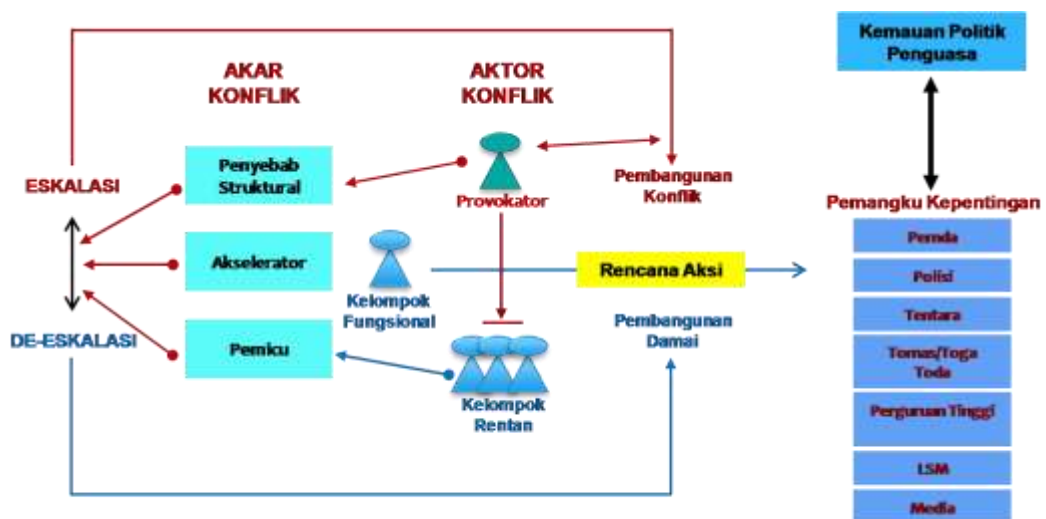 AKAR
KONFLIK
AKTOR
KONFLIK
Kemauan Politik
Penguasa
ESKALASI
Penyebab
Struktural
Provokator
Pembangunan
Konflik
Pemangku Kepentingan
Pemda
Akselerator
Kelompok
Fungsional
Rencana Aksi
Polisi
Tentara
DE-ESKALASI
Pemicu
Kelompok
Rentan
Pembangunan
Damai
Tomas/Toga
Toda
Perguruan Tinggi
LSM
Media